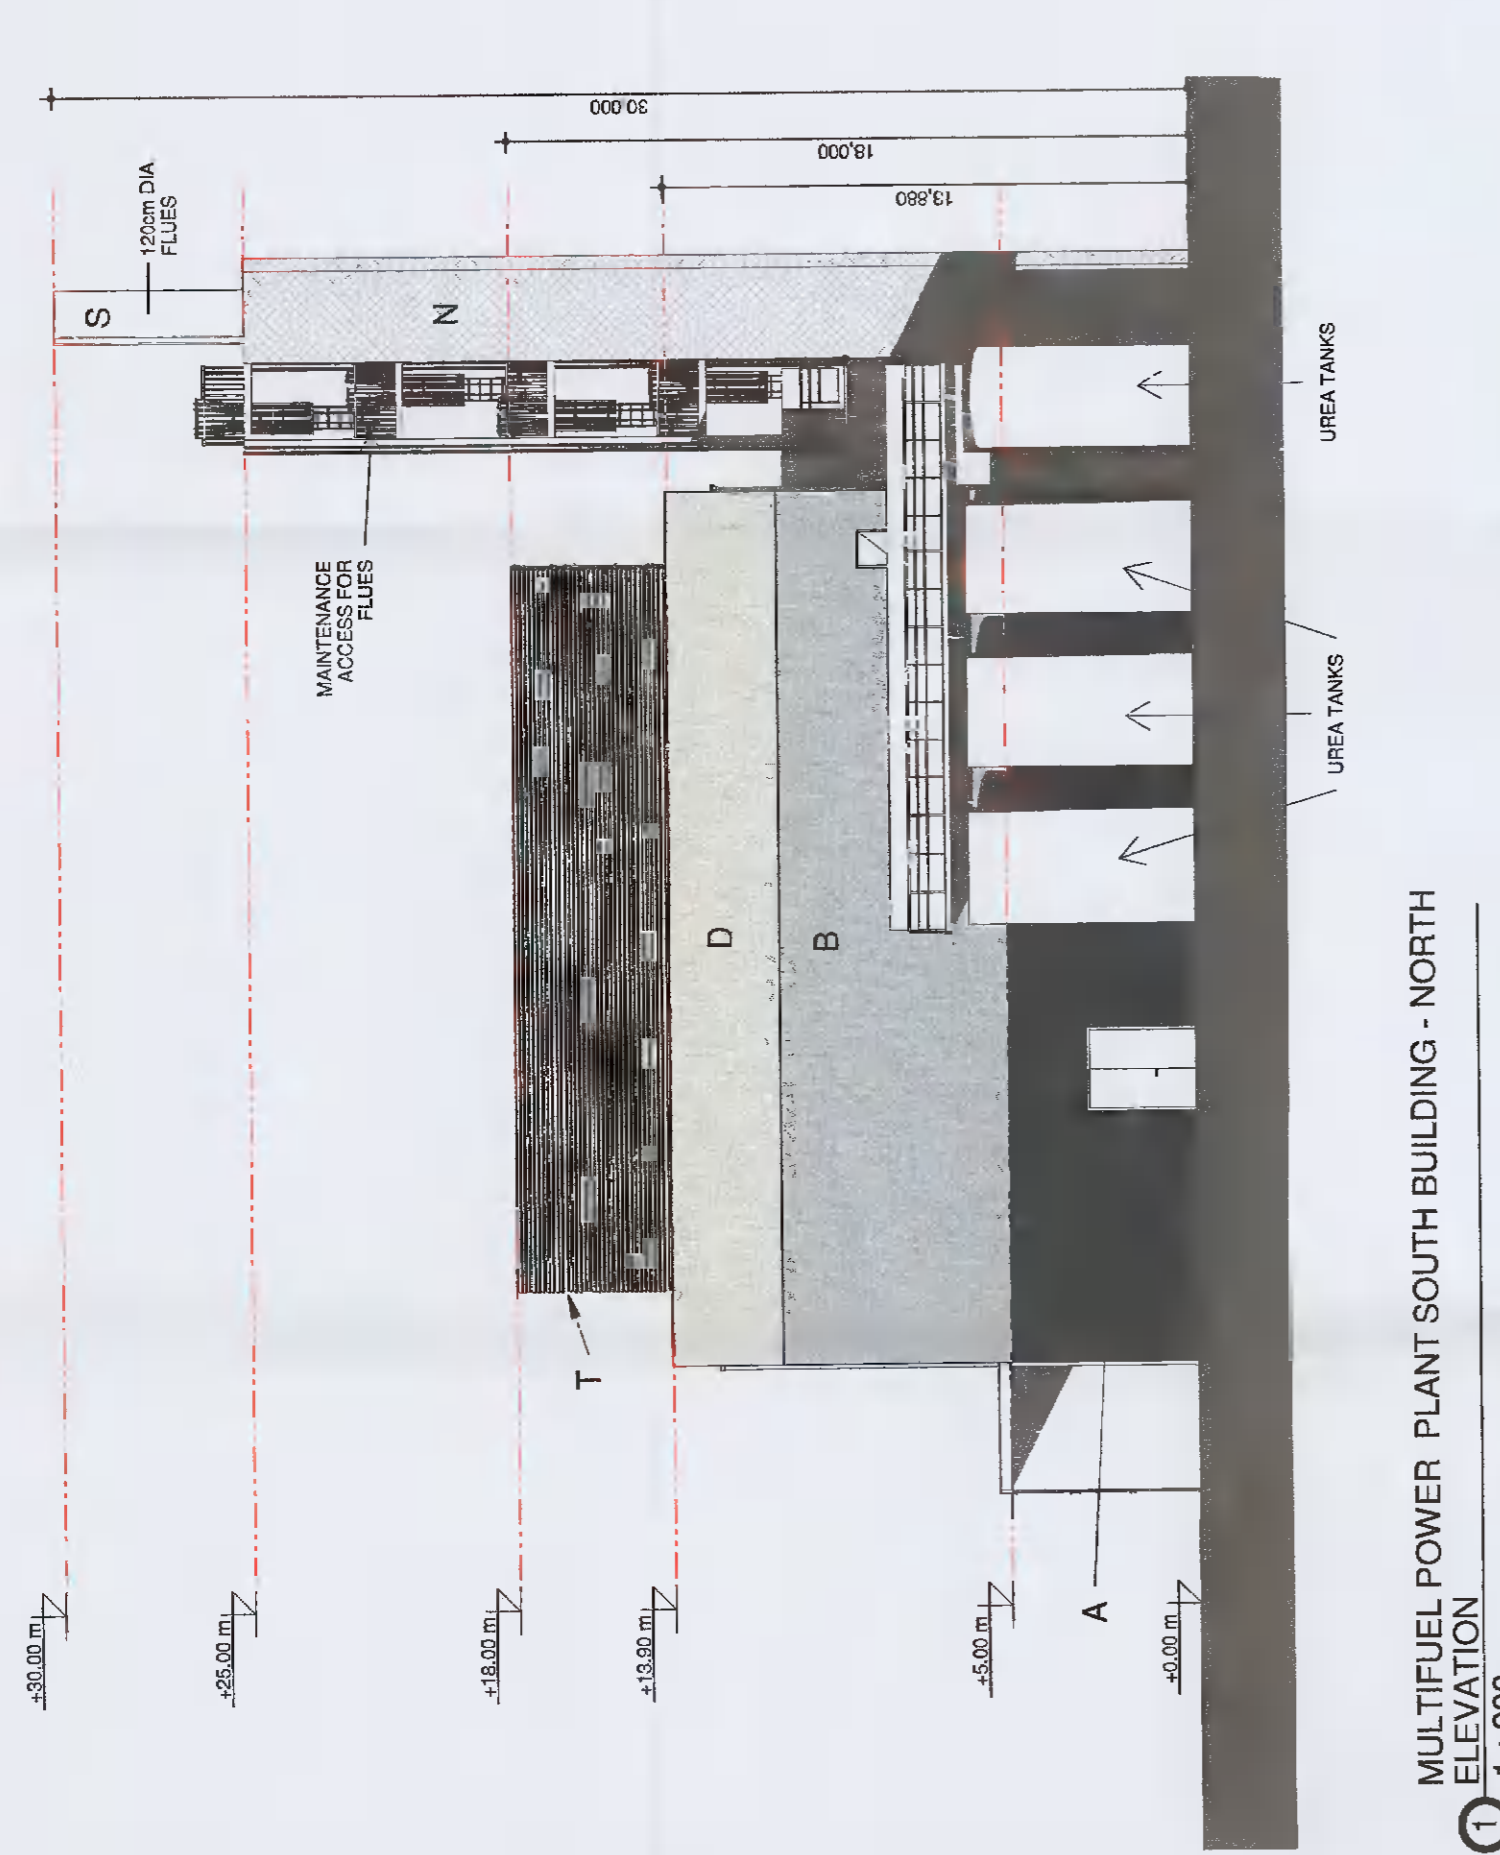 +30.00 m
+25.00 m
+18.00 m
+13.90 m
+5.00 m
+0.00 m
S
120cm DIA.
FLUES
N
MAINTENANCE
ACCESS FOR
FLUES
T
D
B
A
30.000
18,000
13,880
UREA TANKS
UREA TANKS
MULTIFUEL POWER PLANT SOUTH BUILDING - NORTH
ELEVATION
1